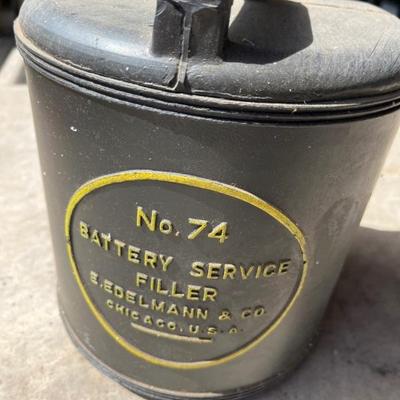 No. 74
BATTERY SERVICE
FILLER
E. EDELMANN & CO.
CHICAGO, U.S.A.